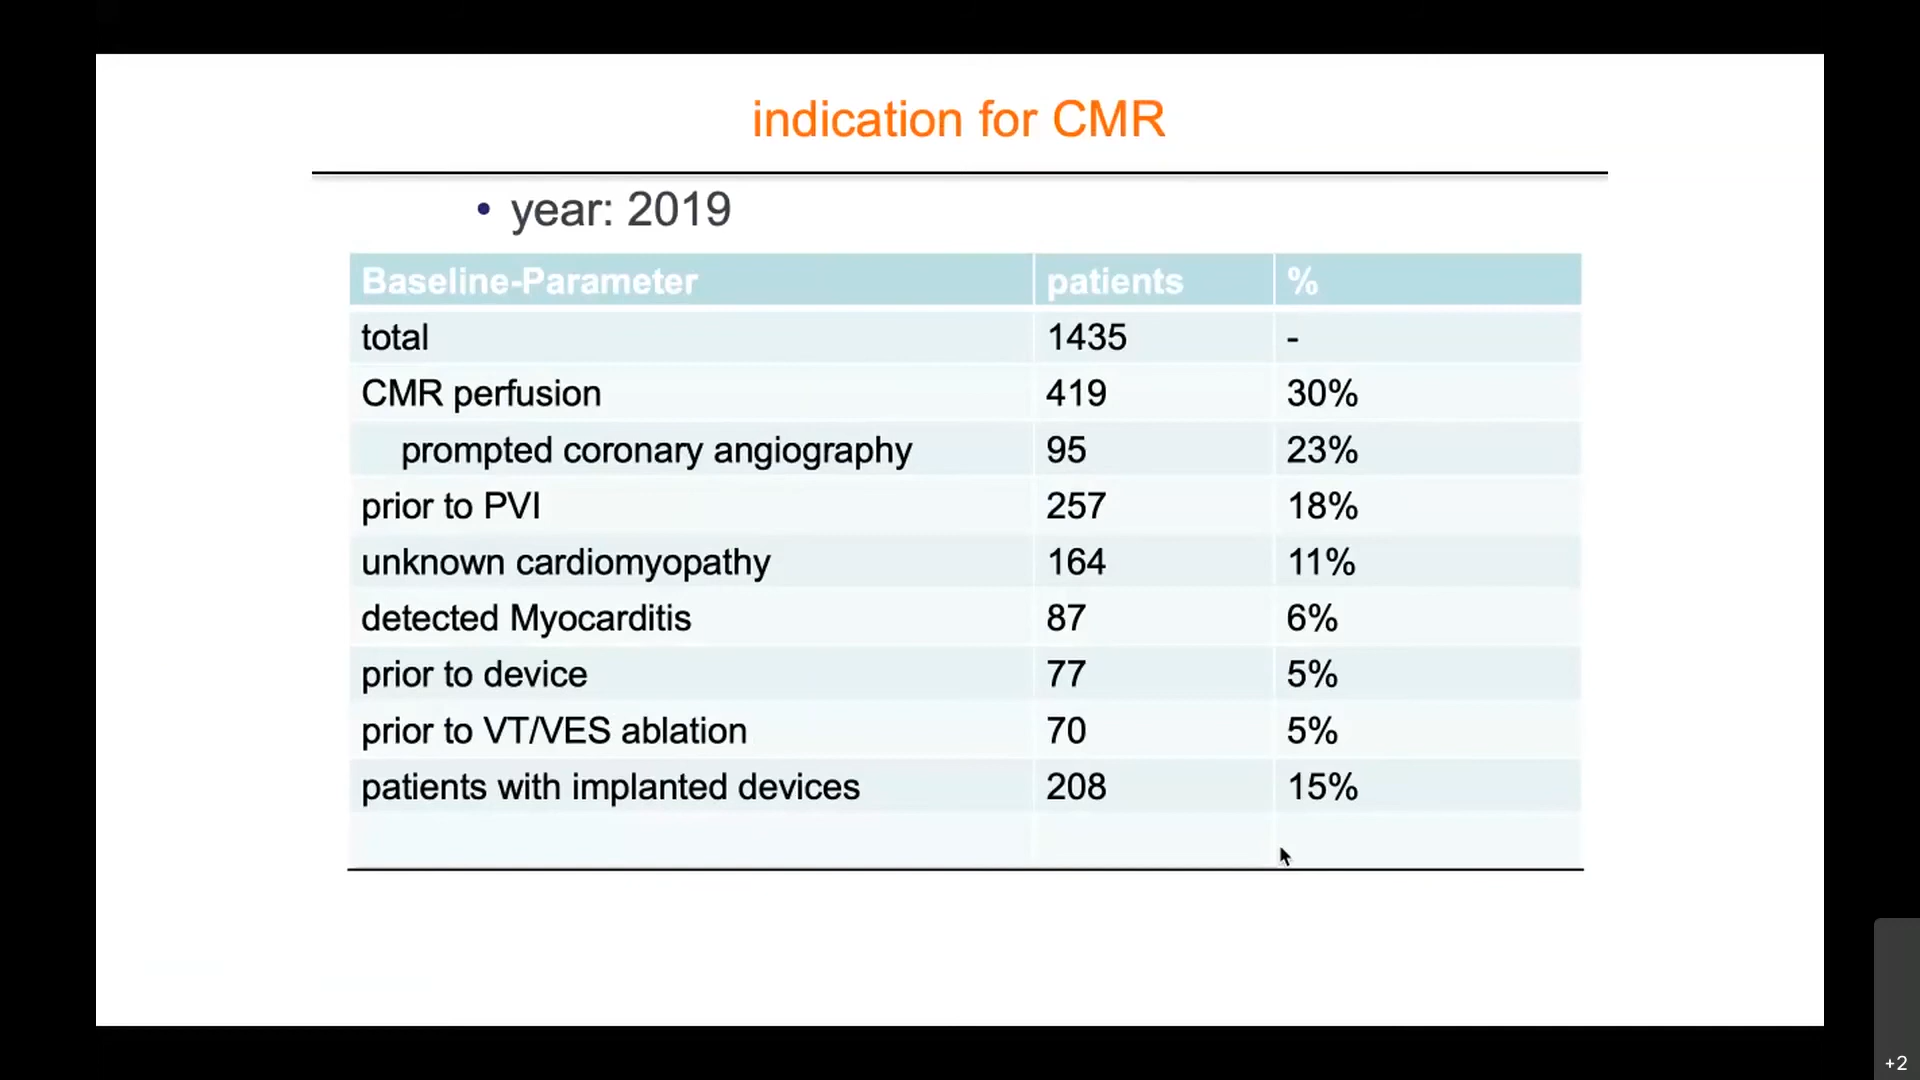 indication for CMR
• year: 2019
Baseline-Parameter patients %
total 1435 -
CMR perfusion 419 30%
prompted coronary angiography 95 23%
prior to PVI 257 18%
unknown cardiomyopathy 164 11%
detected Myocarditis 87 6%
prior to device 77 5%
prior to VT/VES ablation 70 5%
patients with implanted devices 208 15%
+2